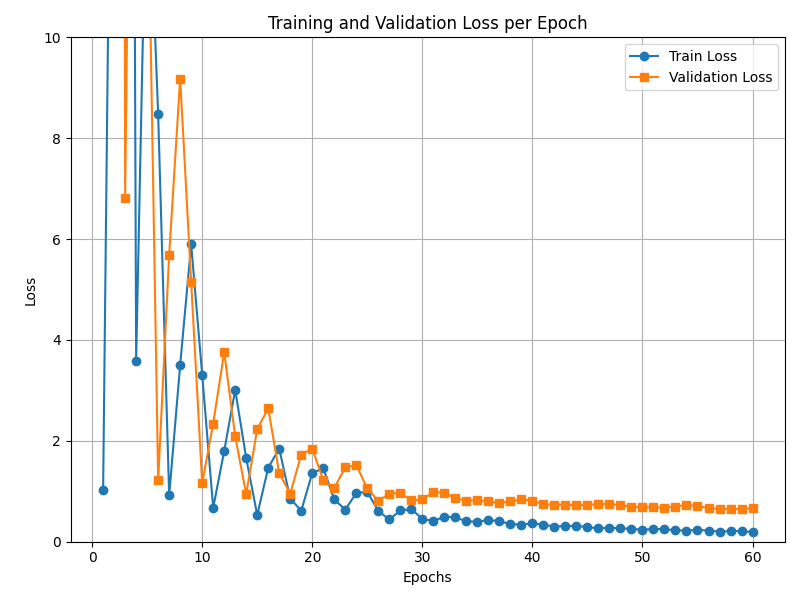 Training and Validation Loss per Epoch
Train Loss
Validation Loss
Loss
10
8
6
4
2
0
0 10 20 30 40 50 60
Epochs